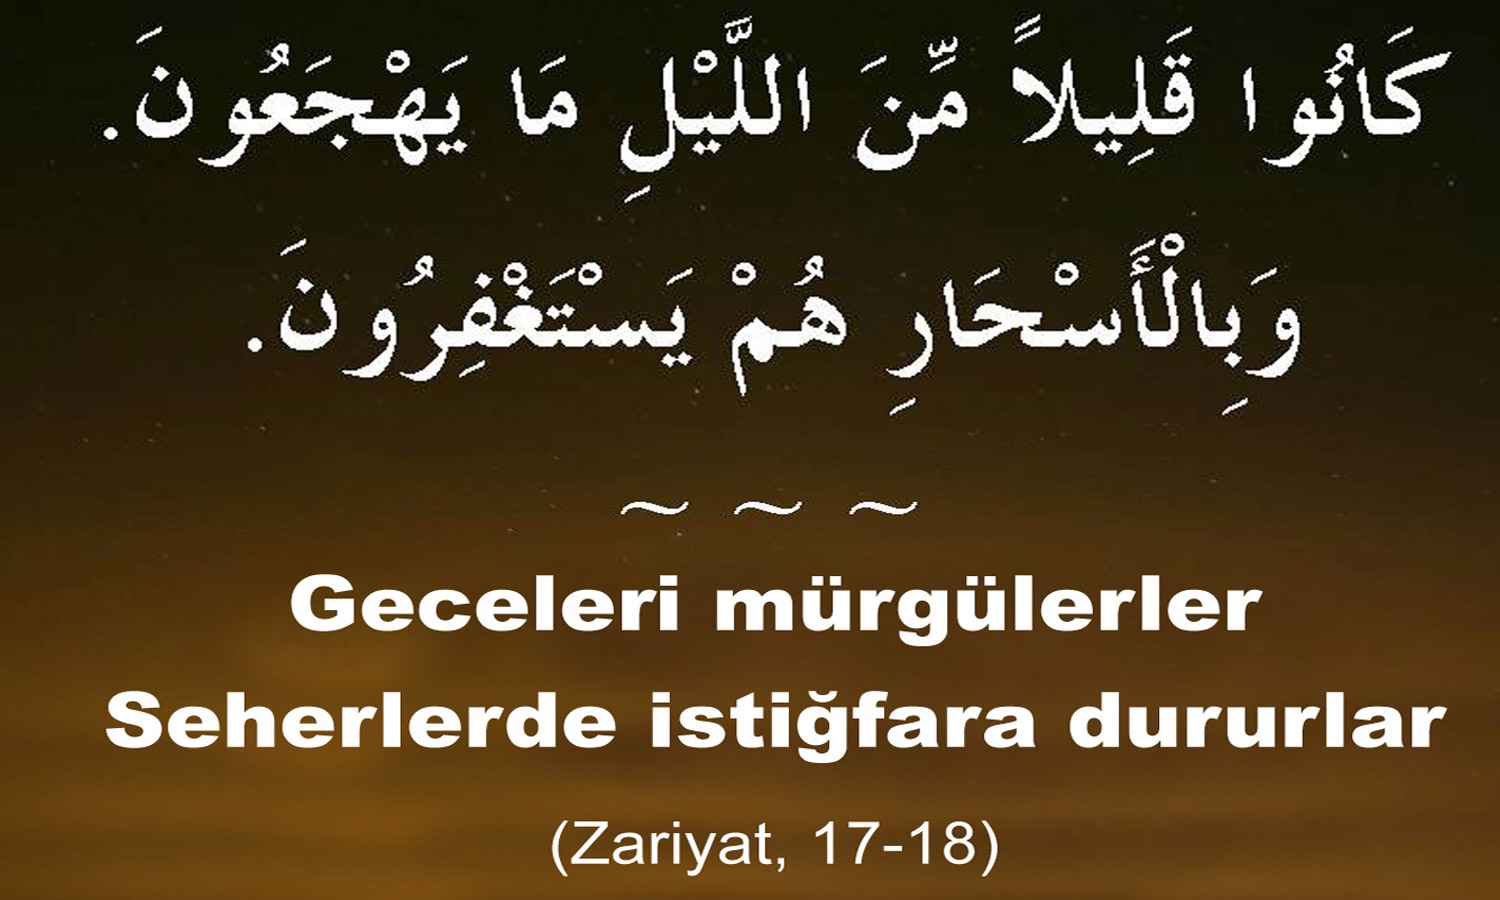 كَانُوا قَلِيلاً مِّنَ اللَّيْلِ مَا يَهْجَعُونَ.
وَبِالْأَسْحَارِ هُمْ يَسْتَغْفِرُونَ.
~ ~ ~
Geceleri mürgülerler
Seherlerde istiğfara dururlar
(Zariyat, 17-18)